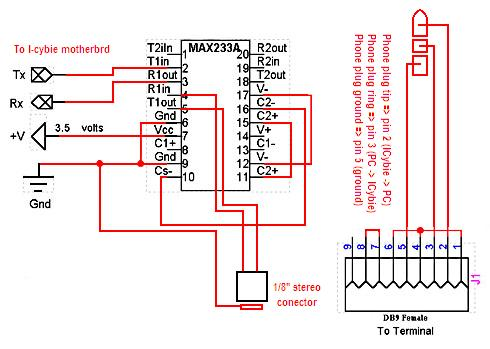 To I-cybie motherbrd
Tx
Rx
+V
3.5 volts
Gnd
MAX233A
T2iIn
T1in
R1out
R1in
T1out
Gnd
Vcc
C1+
Gnd
Cs-
1
2
3
4
5
6
7
8
9
10
20
19
18
17
16
15
14
13
12
11
R2out
R2in
T2out
V-
C2-
C2+
V+
C1-
V-
C2+
1/8" stereo
conector
Phone plug tip => pin 2 (ICybie -> PC)
Phone plug ring => pin 3 (PC -> ICybie)
Phone plug ground => pin 5 (ground)
9
8
7
6
5
4
3
2
1
J1
DB9 Female
To Terminal